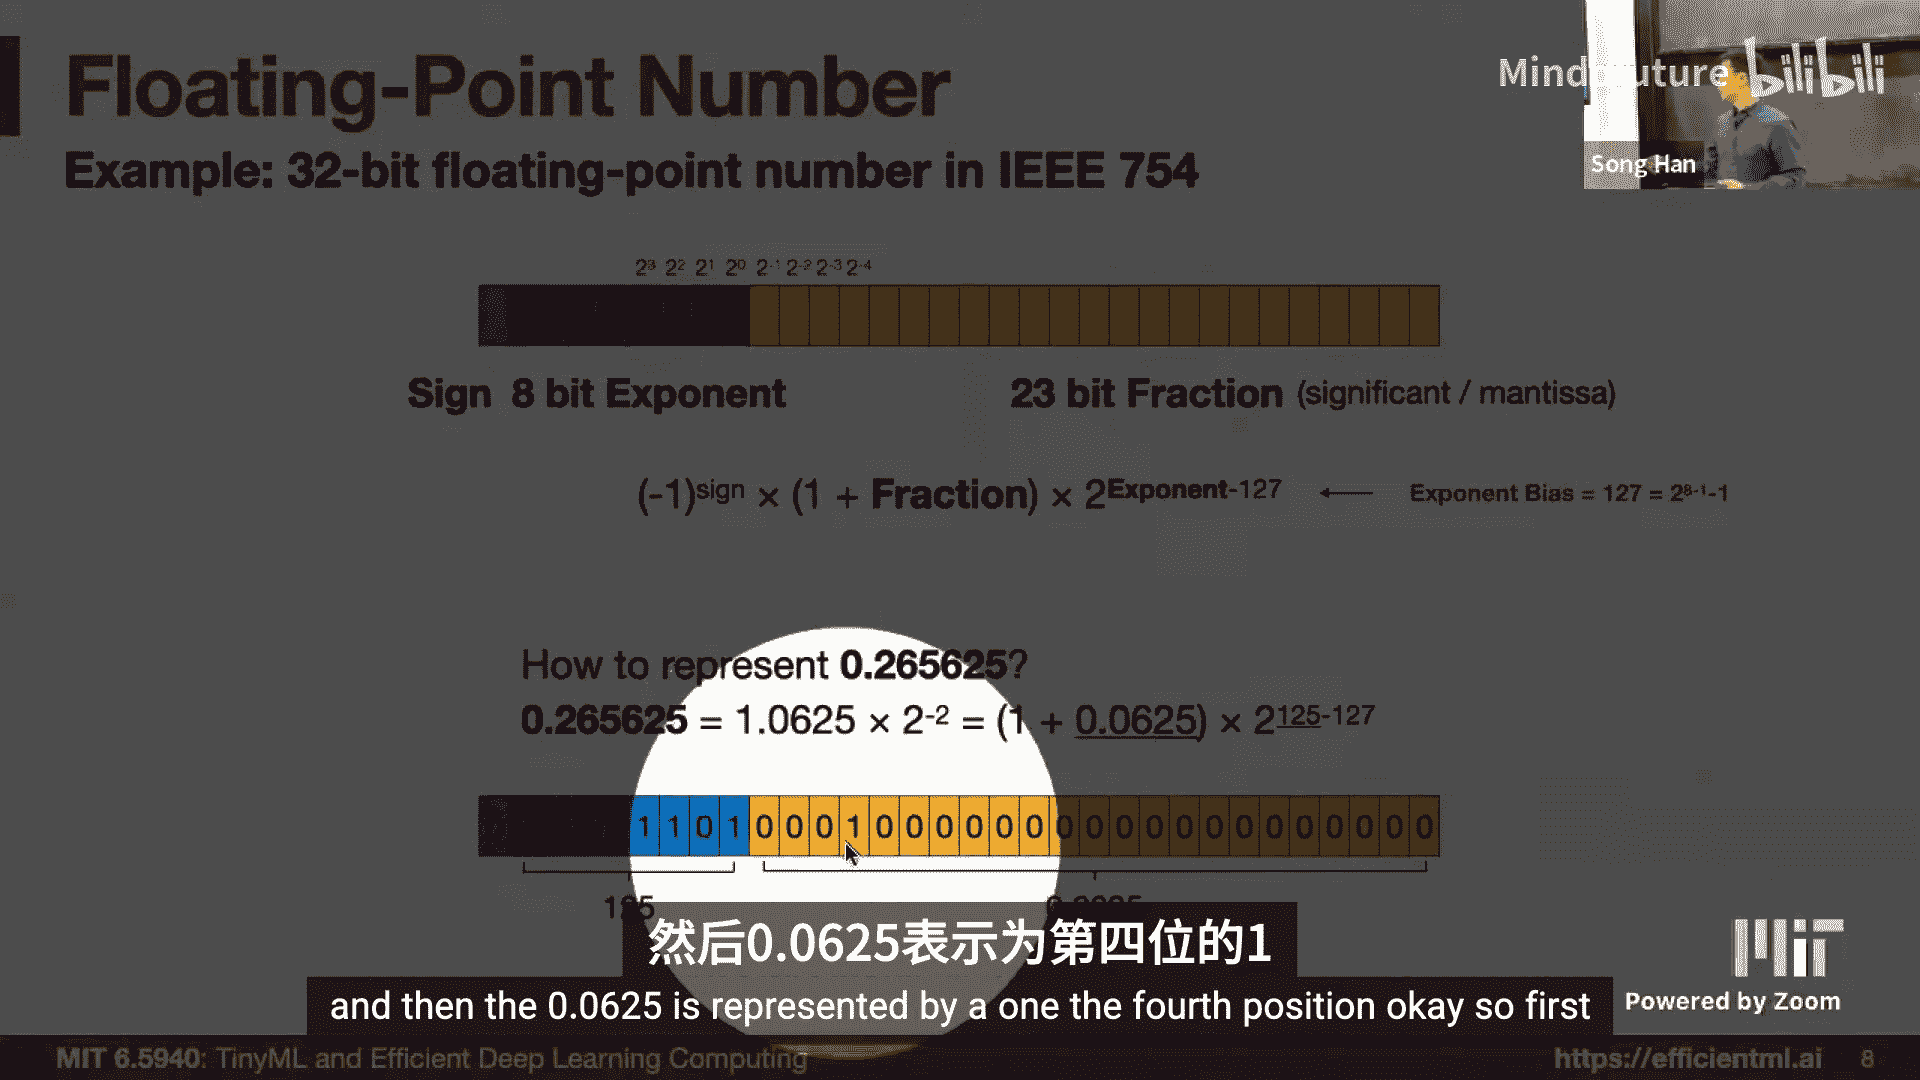 Floating-Point Number
Example: 32-bit floating-point number in IEEE 754
bilibili
Song Han
2³ 2² 2¹ 2⁰ 2⁻¹ 2⁻² 2⁻³ 2⁻⁴
Sign 8 bit Exponent 23 bit Fraction (significant / mantissa)
(-1)^sign × (1 + Fraction) × 2^Exponent-127 ← Exponent Bias = 127 = 2⁸⁻¹-1
How to represent 0.265625?
0.265625 = 1.0625 × 2⁻² = (1 + 0.0625) × 2¹²⁵⁻¹²⁷
1 1 0 1 0 0 0 1 0 0 0 0 0 0 0 0 0 0 0 0 0 0 0 0 0 0 0
125 0.0625
然后0.0625表示为第四位的1
and then the 0.0625 is represented by a one the fourth position okay so first
MIT
Powered by Zoom
MIT 6.5940: TinyML and Efficient Deep Learning Computing
https://efficientml.ai 8